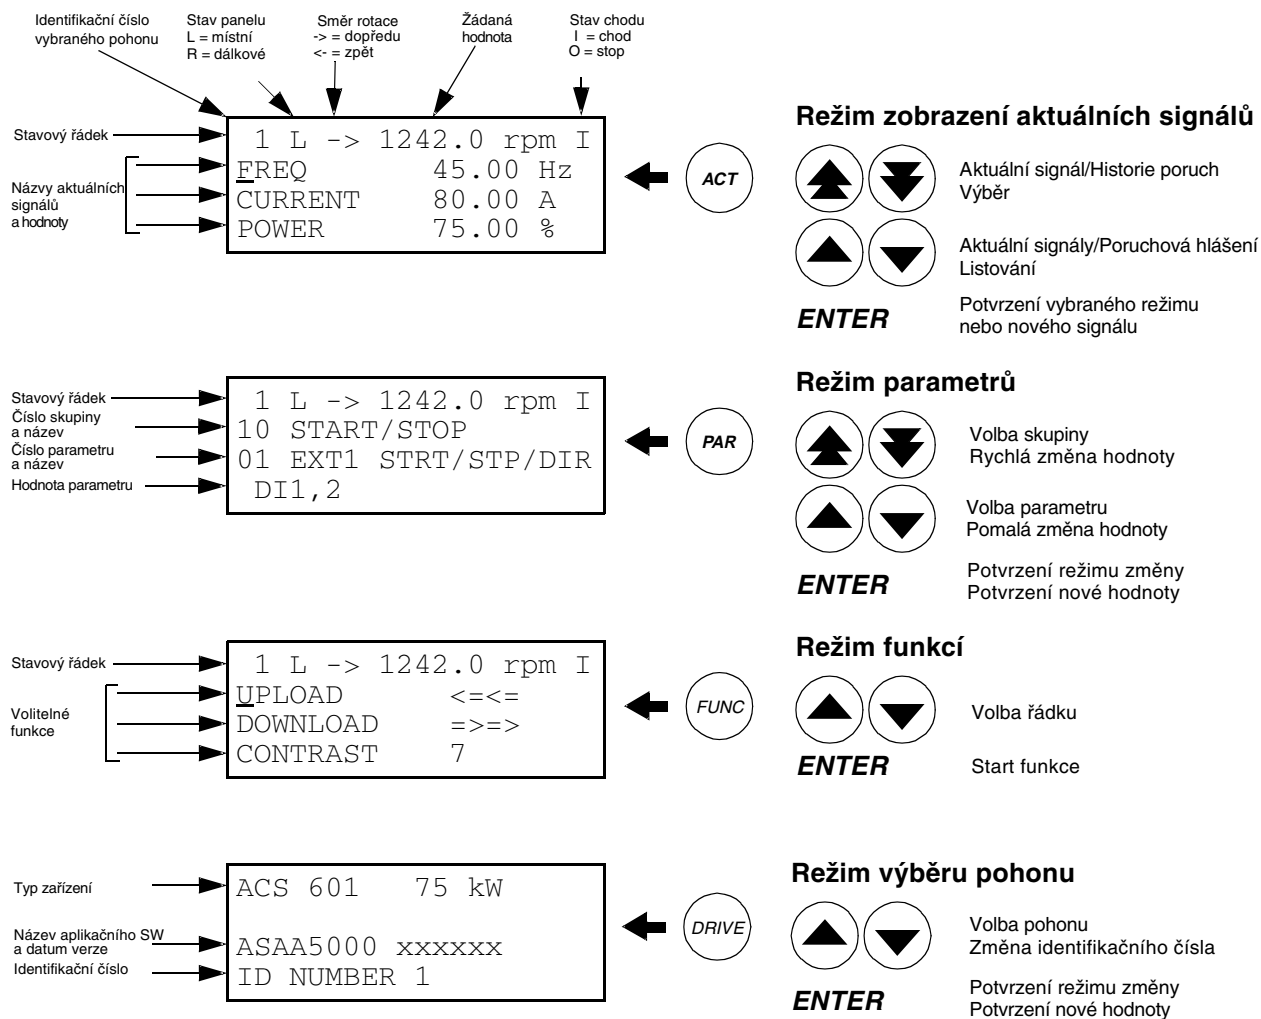 Identifikační číslo
vybraného pohonu
Stav panelu
L = místní
R = dálkové
Směr rotace
-> = dopředu
<- = zpět
Žádaná
hodnota
Stav chodu
I = chod
O = stop
Stavový řádek
Názvy aktuálních
signálů
a hodnoty
1 L -> 1242.0 rpm I
FREQ 45.00 Hz
CURRENT 80.00 A
POWER 75.00 %
ACT
Režim zobrazení aktuálních signálů
Aktuální signál/Historie poruch
Výběr
Aktuální signály/Poruchová hlášení
Listování
ENTER
Potvrzení vybraného režimu
nebo nového signálu
Stavový řádek
Číslo skupiny
a název
Číslo parametru
a název
Hodnota parametru
1 L -> 1242.0 rpm I
10 START/STOP
01 EXT1 STRT/STP/DIR
DI1,2
PAR
Režim parametrů
Volba skupiny
Rychlá změna hodnoty
Volba parametru
Pomalá změna hodnoty
ENTER
Potvrzení režimu změny
Potvrzení nové hodnoty
Stavový řádek
Volitelné
funkce
1 L -> 1242.0 rpm I
UPLOAD <=<=
DOWNLOAD =>=>
CONTRAST 7
FUNC
Režim funkcí
Volba řádku
ENTER
Start funkce
Typ zařízení
Název aplikačního SW
a datum verze
Identifikační číslo
ACS 601 75 kW
ASAA5000 xxxxxx
ID NUMBER 1
DRIVE
Režim výběru pohonu
Volba pohonu
Změna identifikačního čísla
ENTER
Potvrzení režimu změny
Potvrzení nové hodnoty